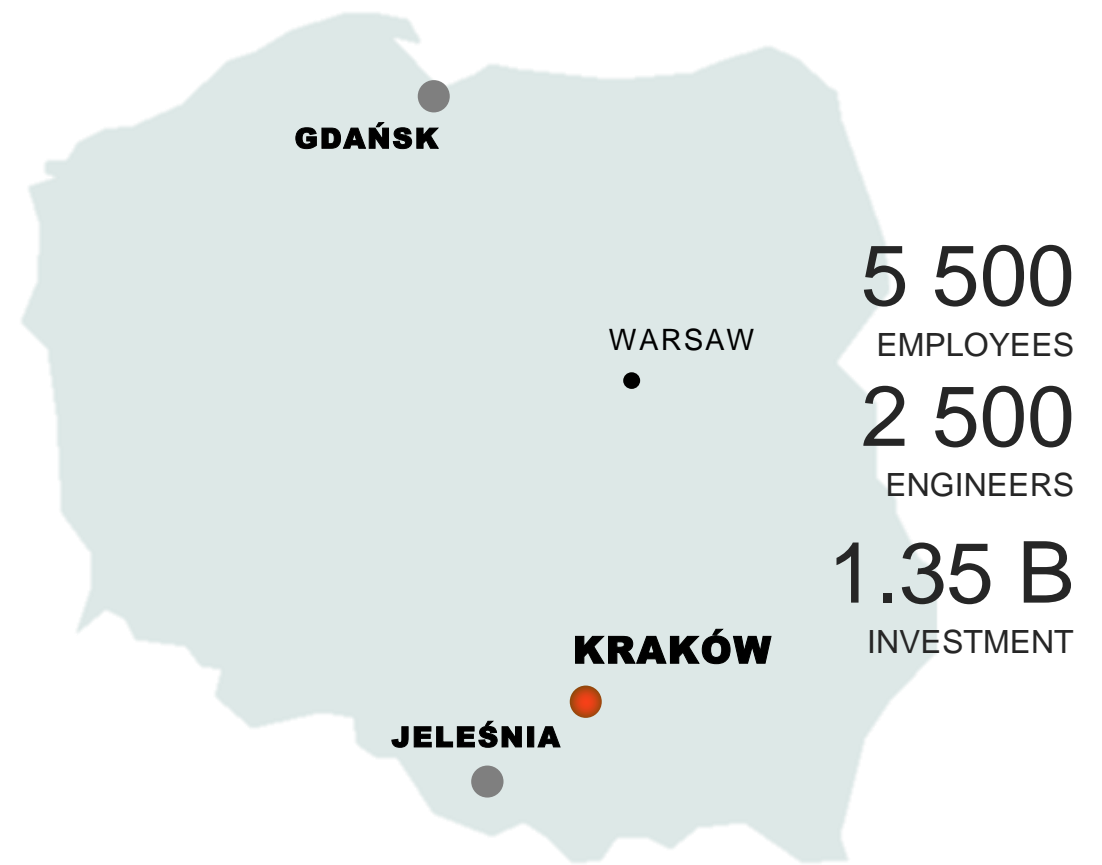 GDAŃSK
WARSAW
5 500
EMPLOYEES
2 500
ENGINEERS
1.35 B
INVESTMENT
KRAKÓW
JELEŚNIA